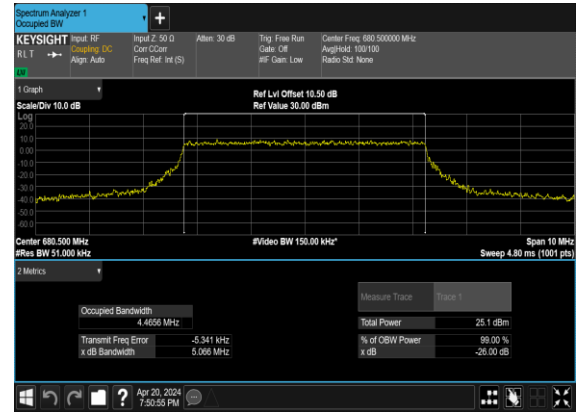 Spectrum Analyzer 1
Occupied BW
+
KEYSIGHT Input: RF Input Z: 50 Ω Atten: 30 dB Trig: Free Run Center Freq: 680.500000 MHz
RLT Coupling: DC Corr CCorr Gate: Off Avg|Hold: 100/100
Align: Auto Freq Ref: Int (S) #IF Gain: Low Radio Std: None
LW
1 Graph
Ref Lvl Offset 10.50 dB
Scale/Div 10.0 dB Ref Value 30.00 dBm
Log
20.0
10.0
0.00
-10.0
-20.0
-30.0
-40.0
-50.0
-60.0
Center 680.500 MHz #Video BW 150.00 kHz* Span 10 MHz
#Res BW 51.000 kHz Sweep 4.80 ms (1001 pts)
2 Metrics
Measure Trace Trace 1
Occupied Bandwidth
4.4656 MHz Total Power 25.1 dBm
Transmit Freq Error -5.341 kHz % of OBW Power 99.00 %
x dB Bandwidth 5.066 MHz x dB -26.00 dB
? Apr 20, 2024
7:50:55 PM